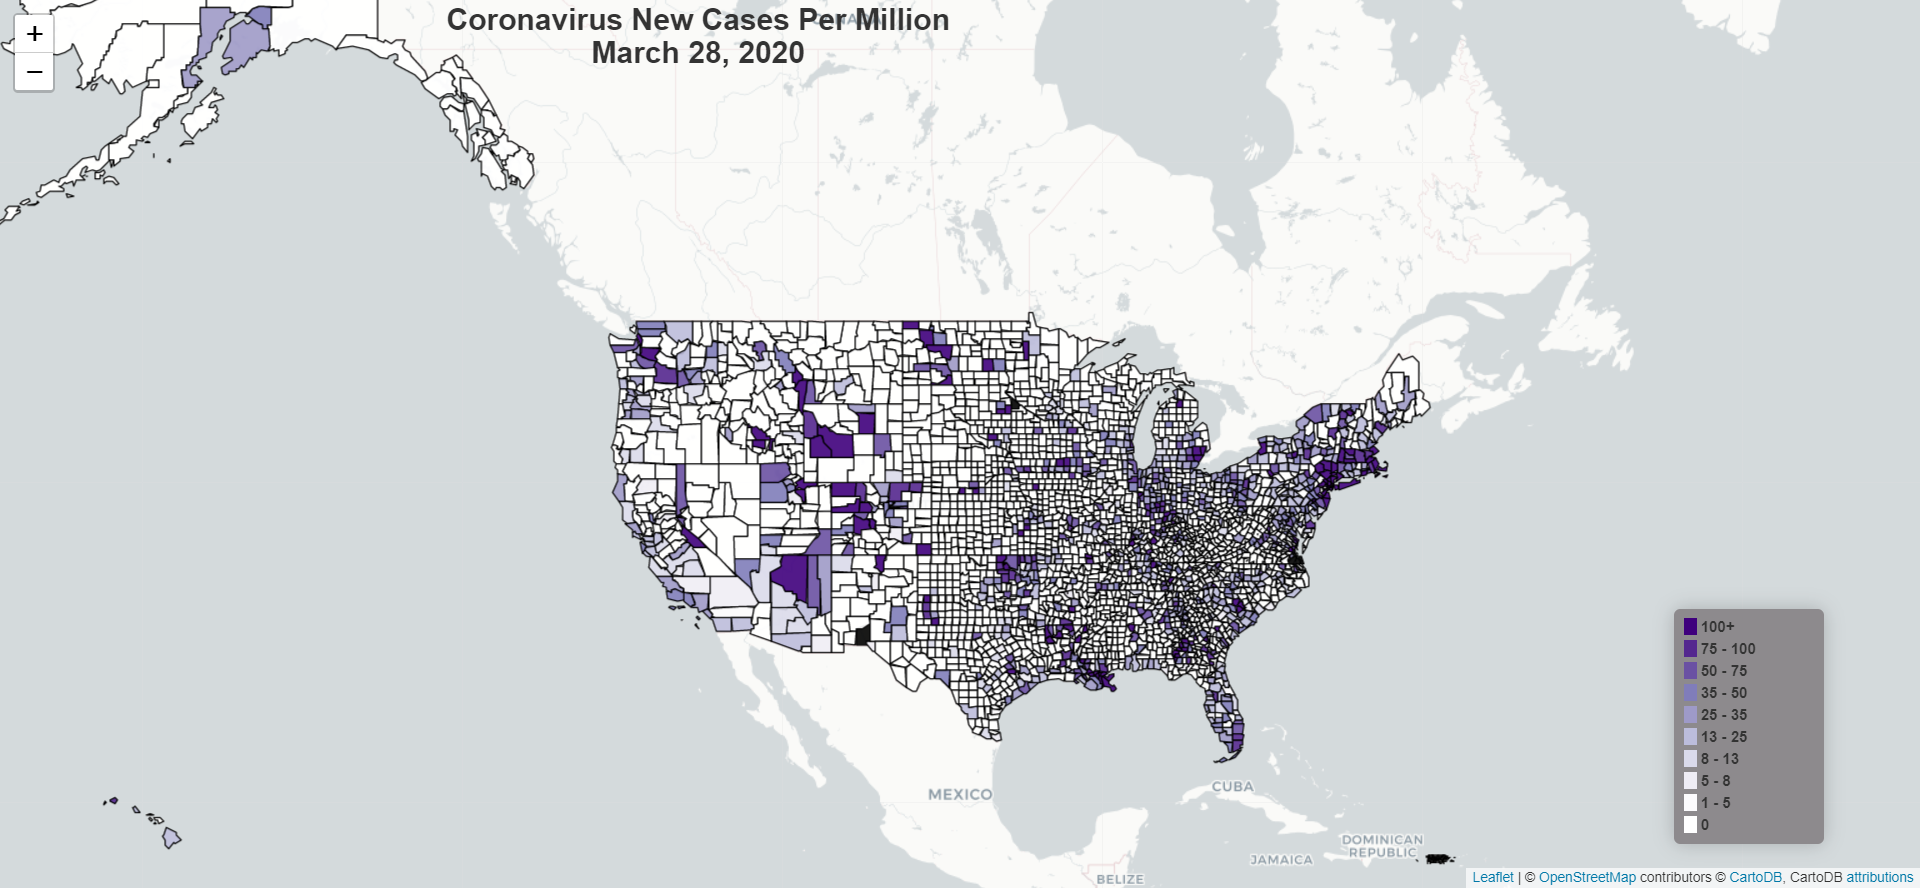 CANADA
Coronavirus New Cases Per Million
March 28, 2020
+
−
100+
75 - 100
50 - 75
35 - 50
25 - 35
13 - 25
8 - 13
5 - 8
1 - 5
0
MEXICO
CUBA
DOMINICAN
REPUBLIC
JAMAICA
BELIZE
Leaflet | © OpenStreetMap contributors © CartoDB, CartoDB attributions